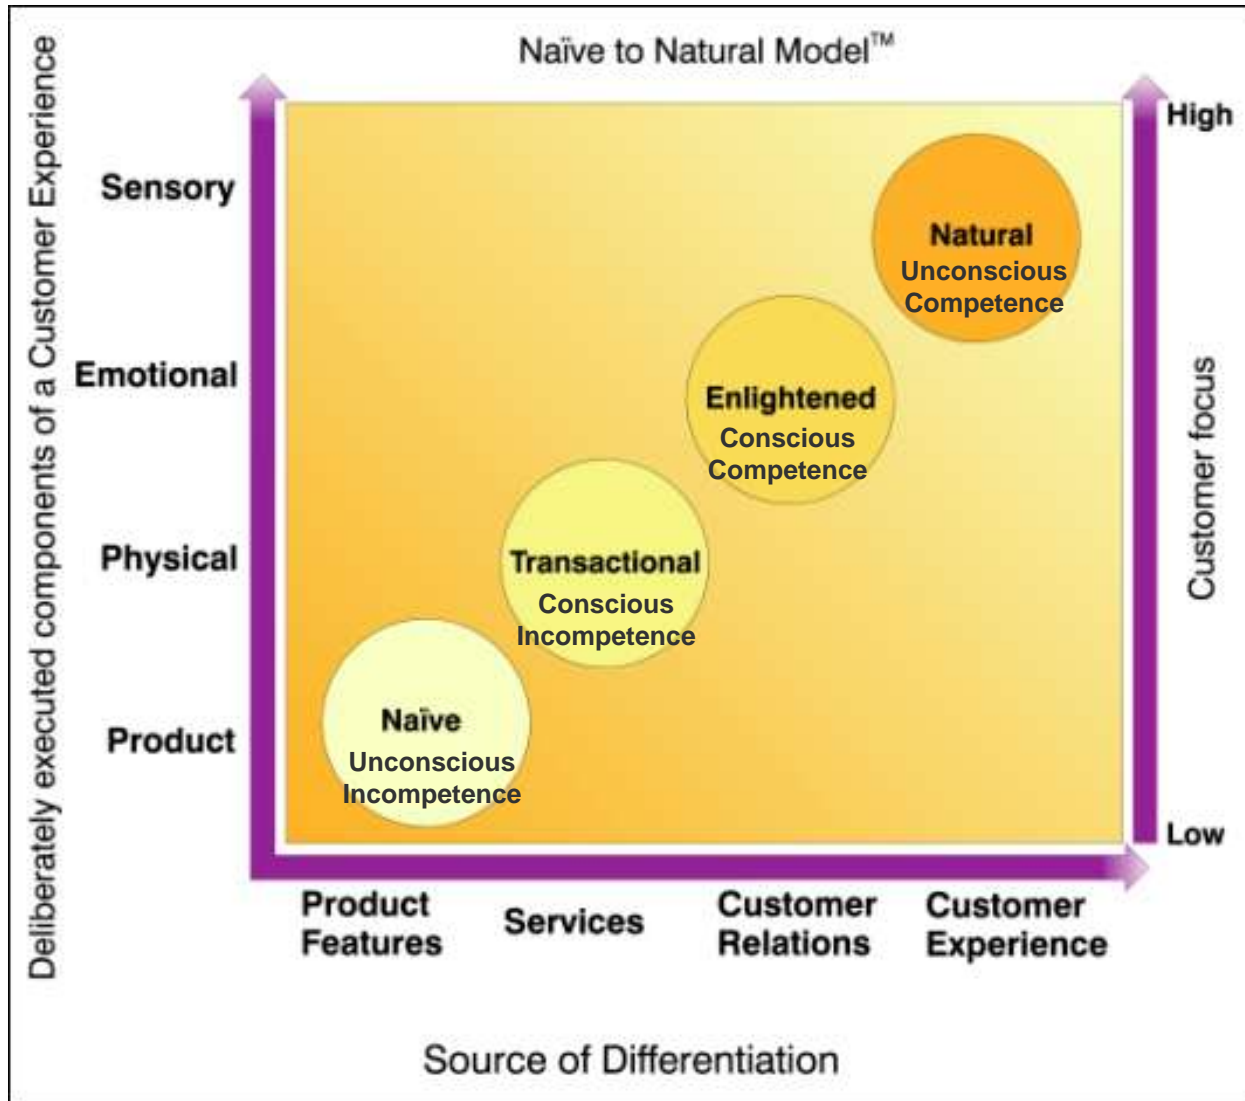 Naïve to Natural Model™
Deliberately executed components of a Customer Experience
Sensory
Emotional
Physical
Product
High
Customer focus
Low
Natural
Unconscious
Competence
Enlightened
Conscious
Competence
Transactional
Conscious
Incompetence
Naïve
Unconscious
Incompetence
Product
Features
Services
Customer
Relations
Customer
Experience
Source of Differentiation